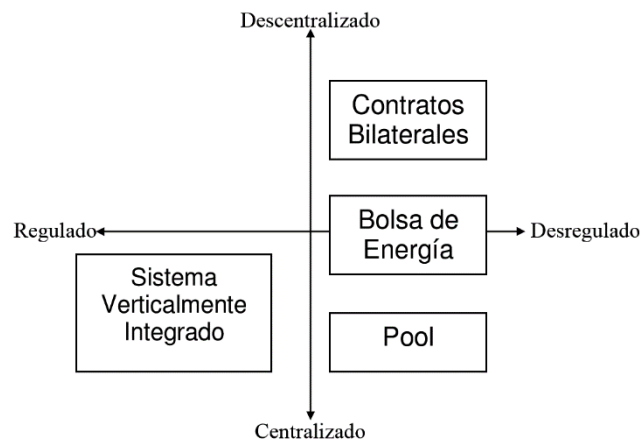 Descentralizado
Contratos
Bilaterales
Regulado
Bolsa de
Energía
Desregulado
Sistema
Verticalmente
Integrado
Pool
Centralizado